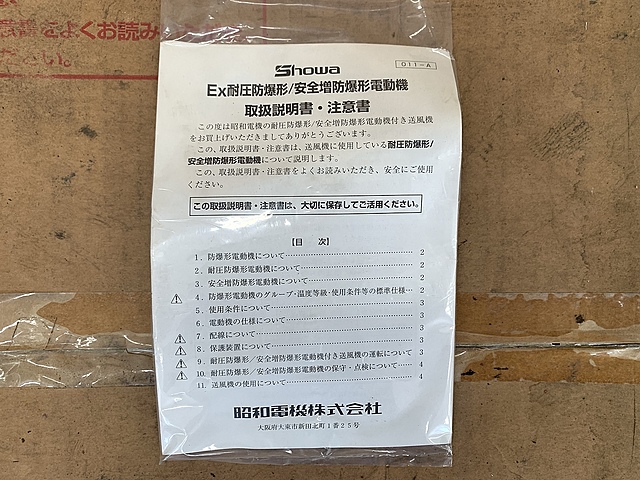 をよくお読み
Showa
011-A
Ex耐圧防爆形/安全増防爆形電動機
取扱説明書・注意書
この度は昭和電機の耐圧防爆形/安全増防爆形電動機付き送風機
をお買上げいただきましてありがとうございます。
この、取扱説明書・注意書は、送風機に使用している耐圧防爆形/
安全増防爆形電動機について説明します。
この、取扱説明書・注意書をよくお読みいただき、安全にご使用
ください。
この取扱説明書・注意書は、大切に保存してご活用ください。
【目 次】
1. 防爆形電動機について…………………………………… 2
2. 耐圧防爆形電動機について……………………………… 2
3. 安全増防爆形電動機について…………………………… 2
4. 防爆形電動機のグループ・温度等級・使用条件等の標準仕様… 2
5. 使用条件について………………………………………… 3
6. 電動機の仕様について…………………………………… 3
7. 配線について……………………………………………… 3
8. 保護装置について………………………………………… 3
9. 耐圧防爆形/安全増防爆形電動機付き送風機の運転について 3
10. 耐圧防爆形/安全増防爆形電動機の保守・点検について…… 4
11. 送風機の使用について…………………………………… 4
昭和電機株式会社
大阪府大東市新田北町1番25号